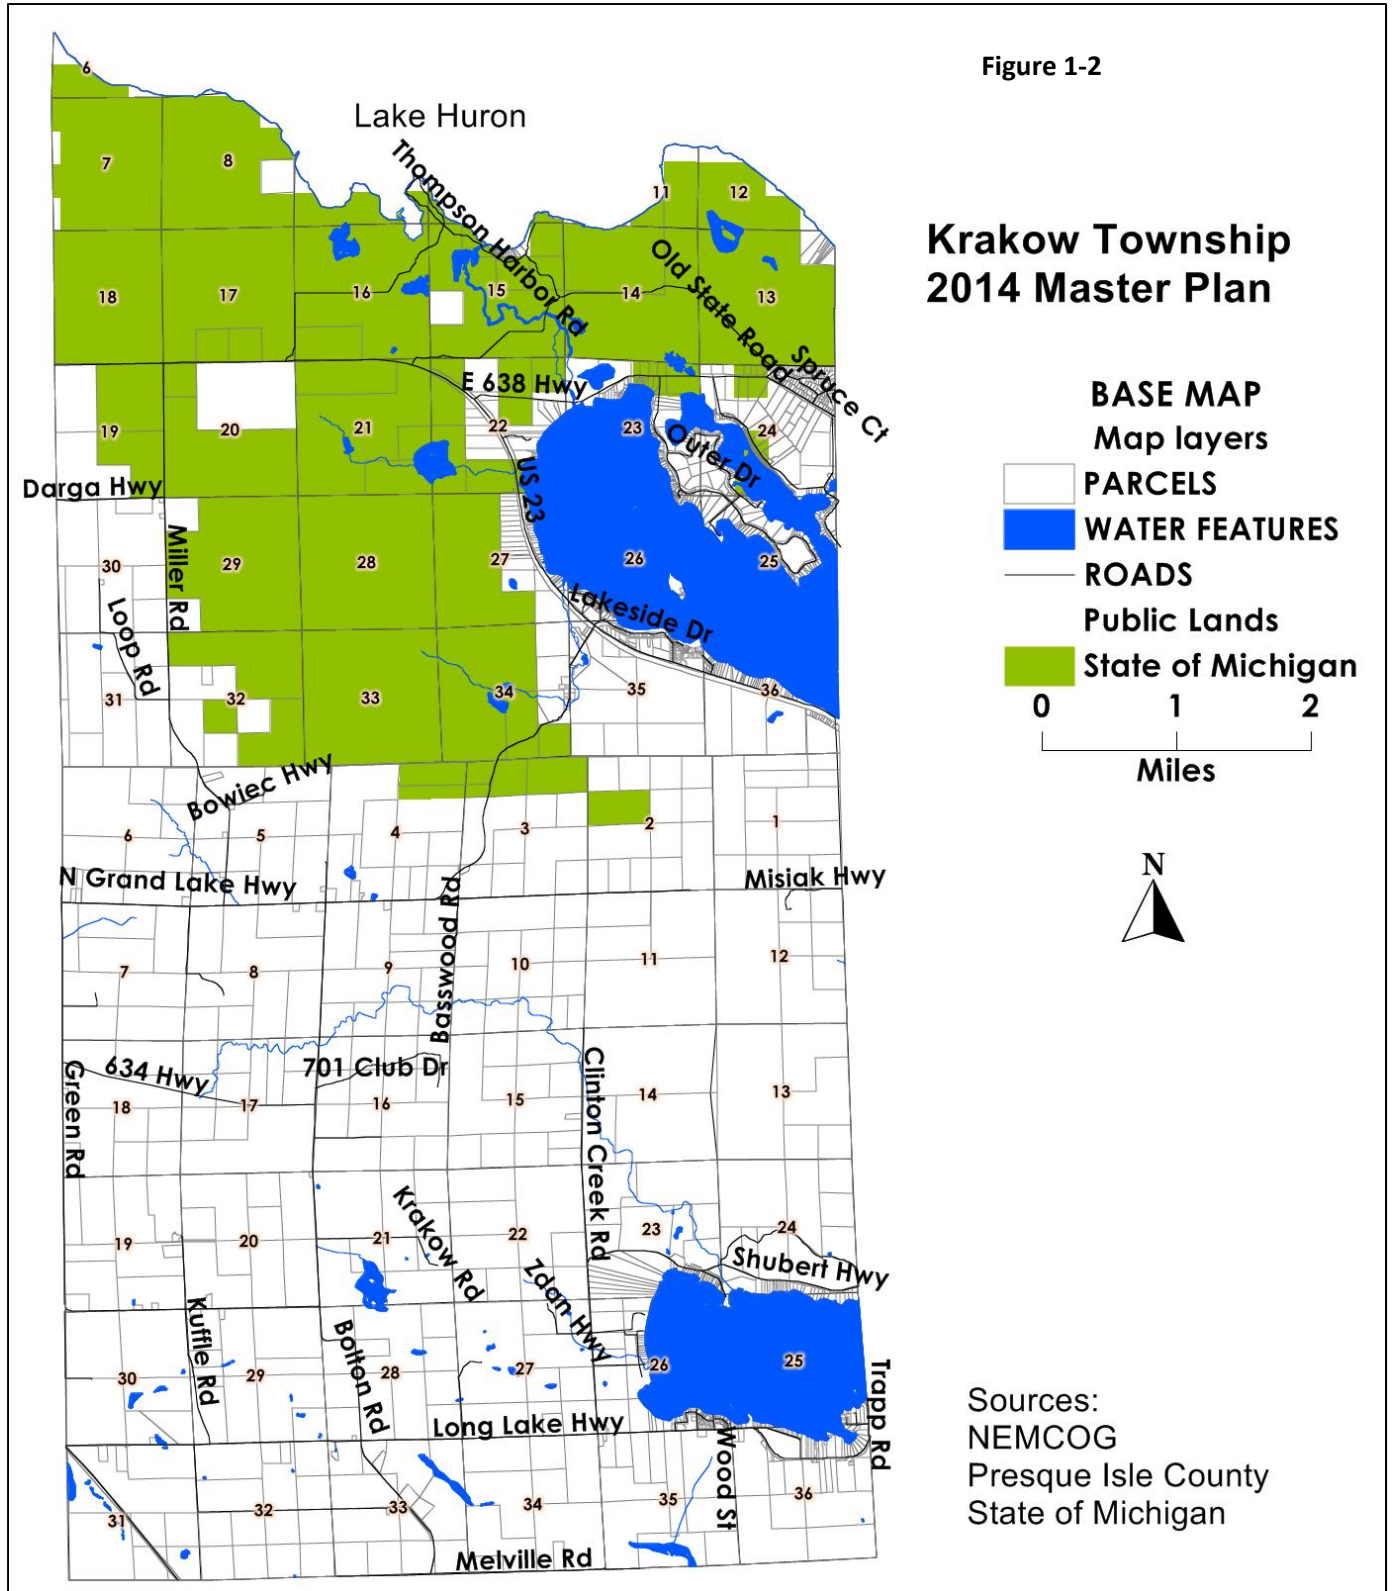 Figure 1-2
Krakow Township
2014 Master Plan
BASE MAP
Map layers
PARCELS
WATER FEATURES
ROADS
Public Lands
State of Michigan
0 1 2
Miles
N
Sources:
NEMCOG
Presque Isle County
State of Michigan
6
Lake Huron
Thompson Harbor Rd
7 8 11 12
Old State Road
18 17 16 15 14 13
Spruce Ct
E 638 Hwy
19 20 21 22 23 24
Outer Dr
US 23
Darga Hwy
Miller Rd
30 29 28 27 26 25
Loop Rd
Lakeside Dr
31 32 33 34 35 36
Bowiec Hwy
6 5 4 3 2 1
N Grand Lake Hwy
Misiak Hwy
Basswood Rd
7 8 9 10 11 12
634 Hwy
701 Club Dr
Green Rd
Clinton Creek Rd
18 17 16 15 14 13
Krakow Rd
19 20 21 22 23 24
Zdan Hwy
Shubert Hwy
Kuffle Rd
Bolton Rd
30 29 28 27 26 25
Trapp Rd
Long Lake Hwy
Wood St
31 32 33 34 35 36
Melville Rd